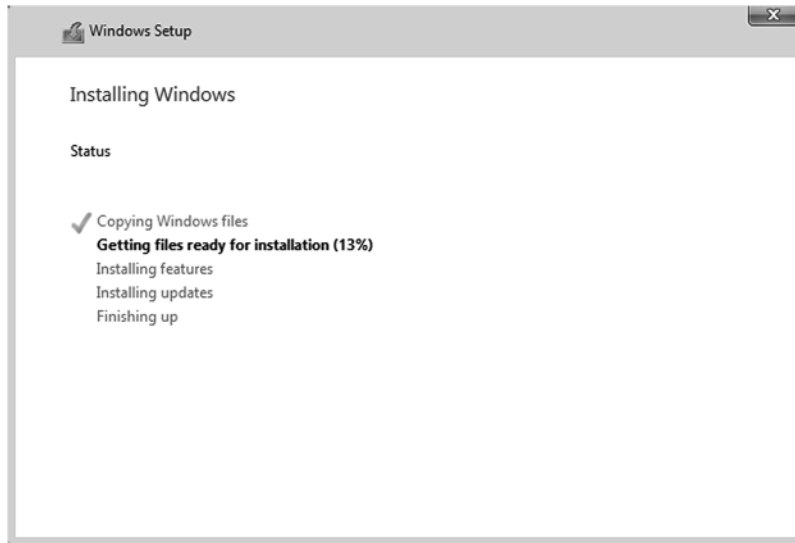 Windows Setup
Installing Windows
Status
Copying Windows files
Getting files ready for installation (13%)
Installing features
Installing updates
Finishing up